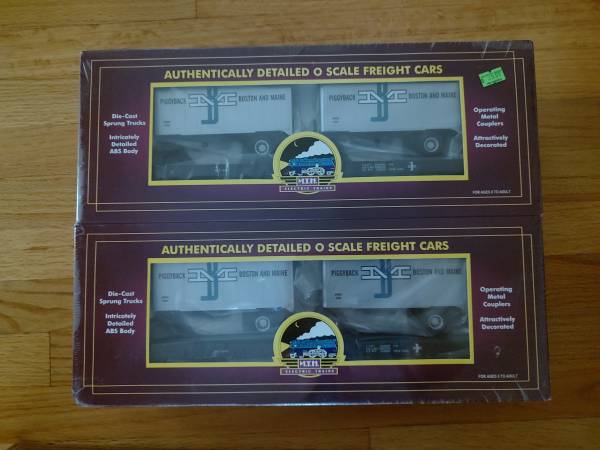 AUTHENTICALLY DETAILED O SCALE FREIGHT CARS
Die-Cast
Sprung Trucks
Intricately
Detailed
ABS Body
PIGGYBACK BOSTON AND MAINE
PIGGYBACK BOSTON AND MAINE
Operating
Metal
Couplers
Attractively
Decorated
M.T.H.
ELECTRIC TRAINS
FOR AGES 8 TO ADULT
AUTHENTICALLY DETAILED O SCALE FREIGHT CARS
Die-Cast
Sprung Trucks
Intricately
Detailed
ABS Body
PIGGYBACK BOSTON AND MAINE
PIGGYBACK BOSTON AND MAINE
Operating
Metal
Couplers
Attractively
Decorated
M.T.H.
ELECTRIC TRAINS
FOR AGES 8 TO ADULT